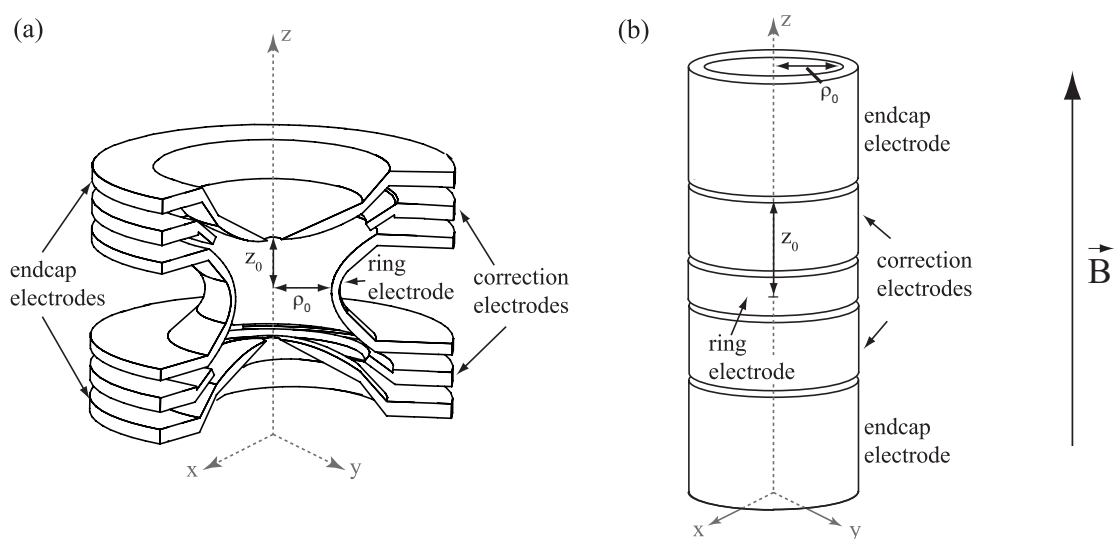 (a)
z
endcap
electrodes
z₀
ρ₀
ring
electrode
correction
electrodes
x
y
(b)
z
ρ₀
endcap
electrode
z₀
correction
electrodes
ring
electrode
endcap
electrode
x
y
B⃗